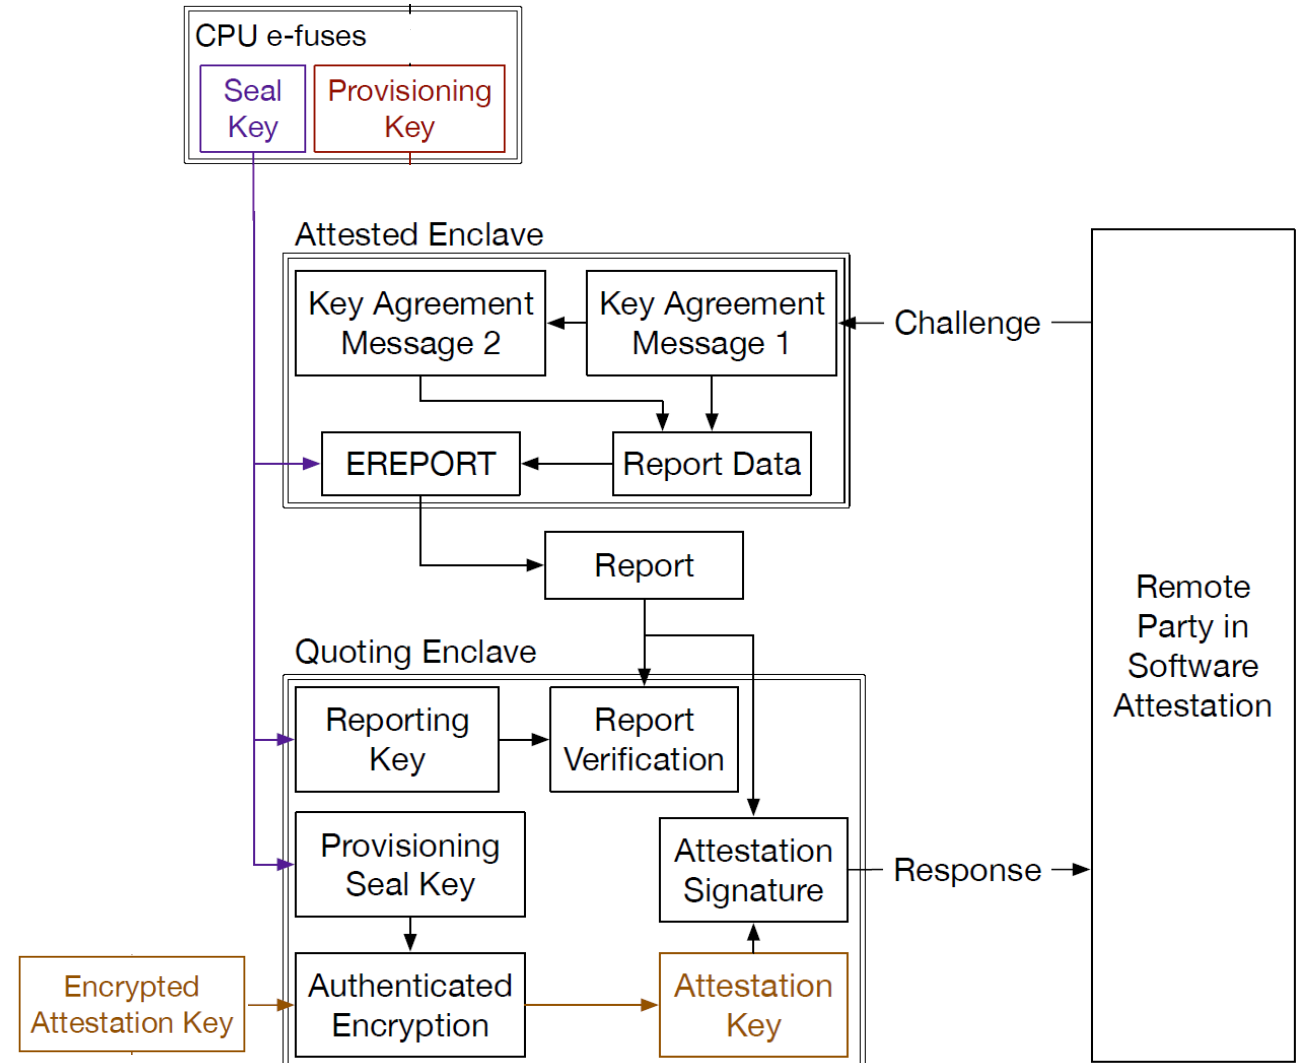 CPU e-fuses
Seal
Key
Provisioning
Key
Attested Enclave
Key Agreement
Message 2
Key Agreement
Message 1
Challenge
EREPORT
Report Data
Report
Remote
Party in
Software
Attestation
Quoting Enclave
Reporting
Key
Report
Verification
Provisioning
Seal Key
Attestation
Signature
Response
Encrypted
Attestation Key
Authenticated
Encryption
Attestation
Key